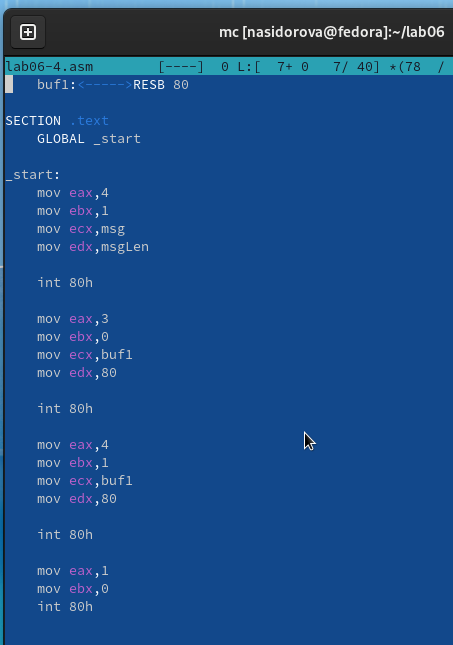 mc [nasidorova@fedora]:~/lab06
lab06-4.asm        [----]  0 L:[  7+ 0   7/ 40] *(78  /
    buf1:<----->RESB 80
SECTION .text
    GLOBAL _start
_start:
    mov eax,4
    mov ebx,1
    mov ecx,msg
    mov edx,msgLen
    int 80h
    mov eax,3
    mov ebx,0
    mov ecx,buf1
    mov edx,80
    int 80h
    mov eax,4
    mov ebx,1
    mov ecx,buf1
    mov edx,80
    int 80h
    mov eax,1
    mov ebx,0
    int 80h